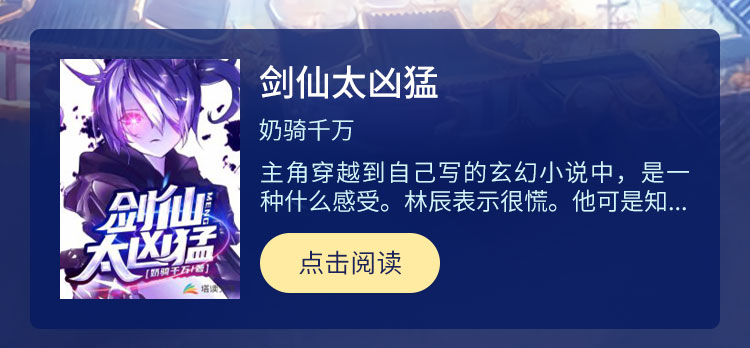 剑仙太凶猛
奶骑千万
主角穿越到自己写的玄幻小说中，是一
种什么感受。林辰表示很慌。他可是知...
点击阅读
剑仙
MENG
太凶猛
[奶骑千万/著]
塔读